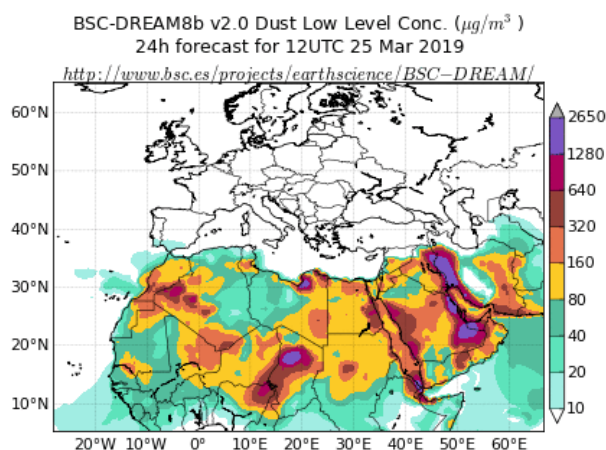 BSC-DREAM8b v2.0 Dust Low Level Conc. (μg/m³ )
24h forecast for 12UTC 25 Mar 2019
http://www.bsc.es/projects/earthscience/BSC−DREAM/
60°N
50°N
40°N
30°N
20°N
10°N
20°W 10°W 0° 10°E 20°E 30°E 40°E 50°E 60°E
2650
1280
640
320
160
80
40
20
10